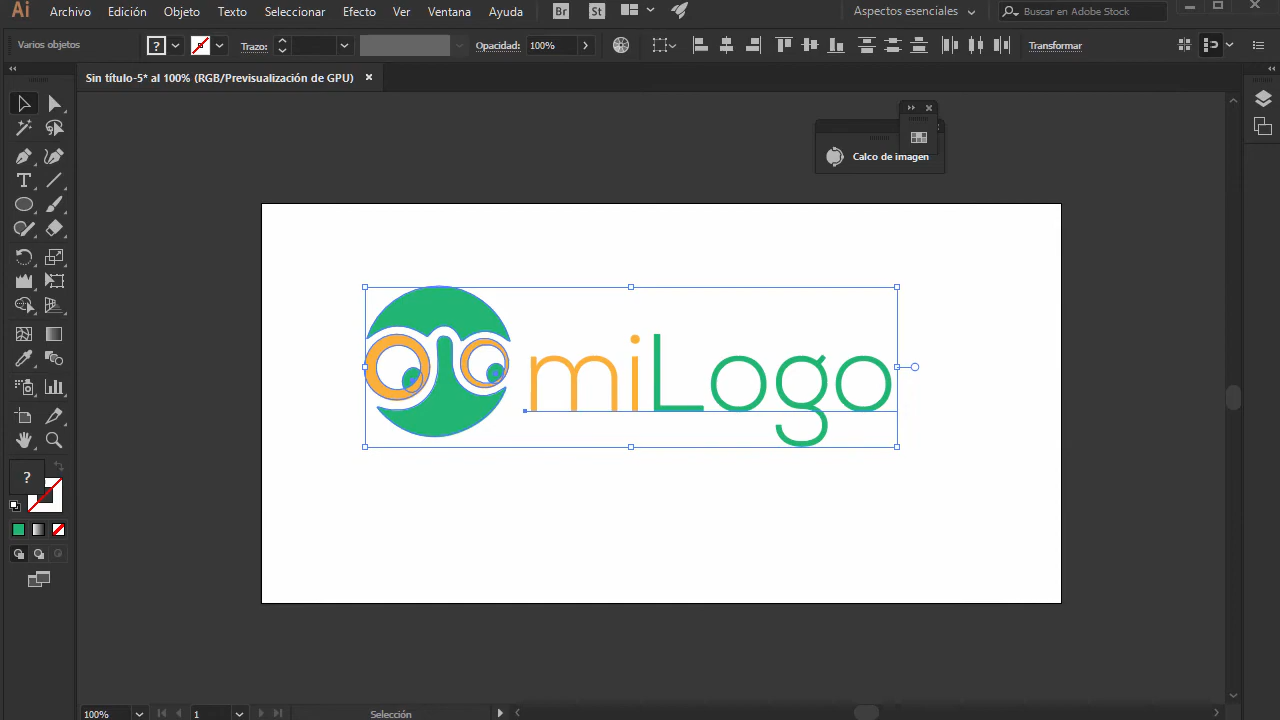 Ai Archivo Edición Objeto Texto Seleccionar Efecto Ver Ventana Ayuda Br St Aspectos esenciales Buscar en Adobe Stock
Varios objetos ? Trazo: Opacidad: 100% Transformar
Sin título-5* al 100% (RGB/Previsualización de GPU)
Calco de imagen
miLogo
?
100% 1 Selección